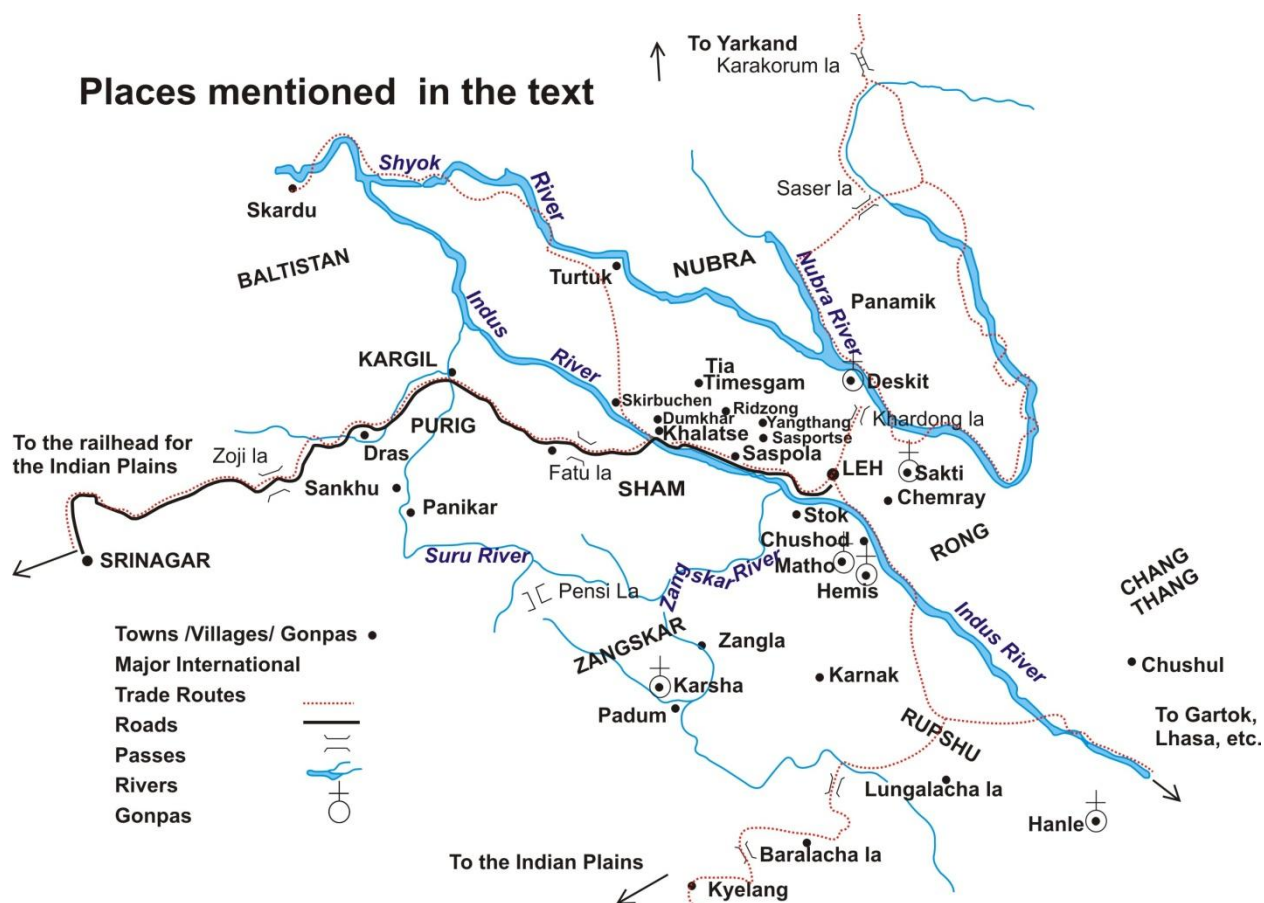 To Yarkand
Karakorum la
Places mentioned in the text
Shyok
River
Saser la
Skardu
BALTISTAN
Turtuk
NUBRA
Nubra River
Panamik
Indus
River
KARGIL
Tia
Timesgam
Deskit
Skirbuchen
Ridzong
Dumkhar
Yangthang
Khardong la
PURIG
Khalatse
Sasportse
To the railhead for
the Indian Plains
Zoji la
Dras
Fatu la
Saspola
LEH
Sakti
Sankhu
SHAM
Chemray
Panikar
Stok
RONG
Chushod
SRINAGAR
Suru River
Zangskar River
Matho
Hemis
CHANG
THANG
Pensi La
Indus River
Towns /Villages/ Gonpas
ZANGSKAR
Zangla
Chushul
Major International
Trade Routes
Karsha
Karnak
Roads
Padum
RUPSHU
To Gartok,
Lhasa, etc.
Passes
Rivers
Lungalacha la
Gonpas
Hanle
To the Indian Plains
Baralacha la
Kyelang